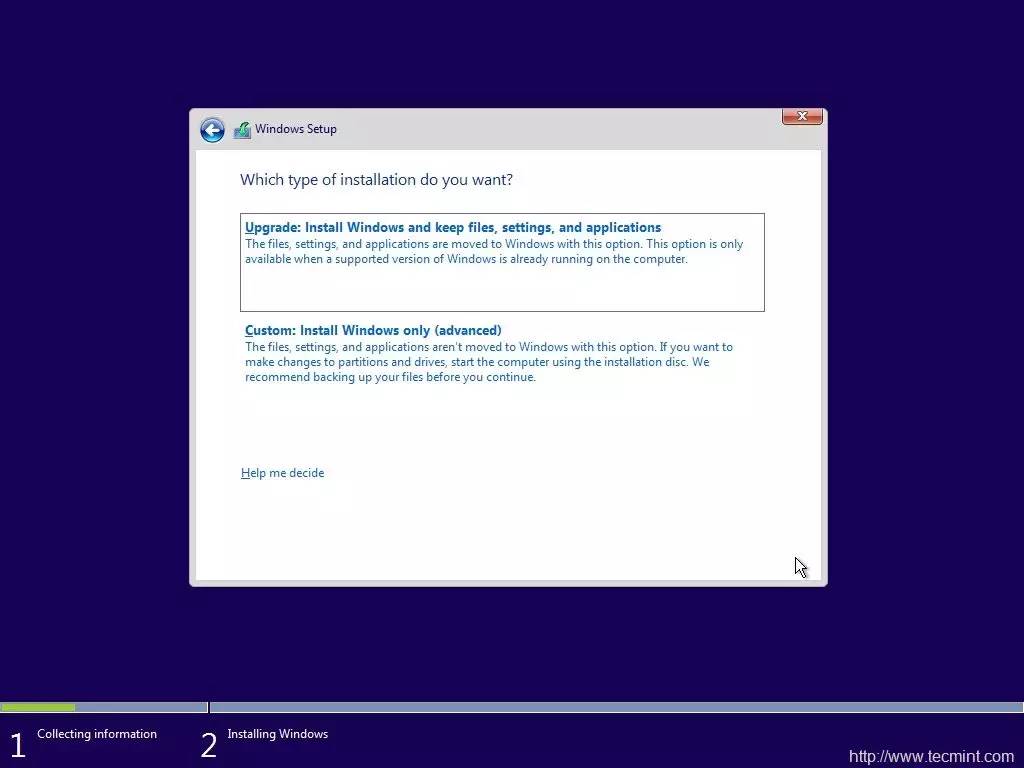 Windows Setup
Which type of installation do you want?
Upgrade: Install Windows and keep files, settings, and applications
The files, settings, and applications are moved to Windows with this option. This option is only
available when a supported version of Windows is already running on the computer.
Custom: Install Windows only (advanced)
The files, settings, and applications aren't moved to Windows with this option. If you want to
make changes to partitions and drives, start the computer using the installation disc. We
recommend backing up your files before you continue.
Help me decide
1 Collecting information 2 Installing Windows
http://www.tecmint.com